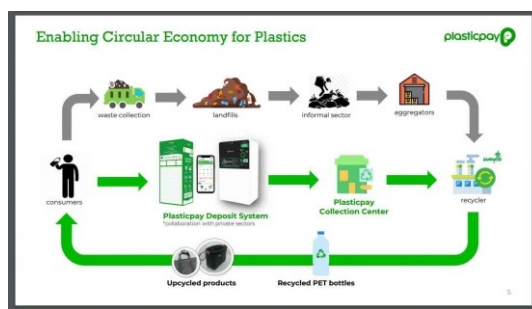 Enabling Circular Economy for Plastics
plasticpay
waste collection
landfills
informal sector
aggregators
consumers
Plasticpay Deposit System
*collaboration with private sectors
Plasticpay
Collection Center
recycler
Upcycled products
Recycled PET bottles